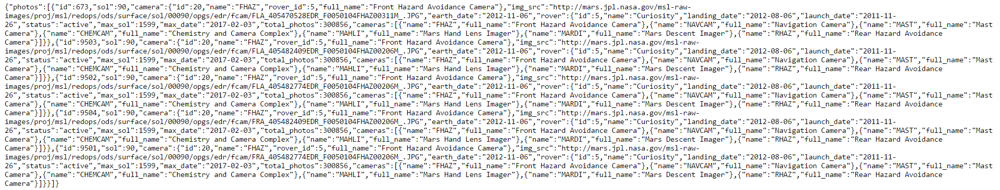 {"photos":[{"id":673,"sol":90,"camera":{"id":20,"name":"FHAZ","rover_id":5,"full_name":"Front Hazard Avoidance Camera"},"img_src":"http://mars.jpl.nasa.gov/msl-raw-
images/proj/msl/redops/ods/surface/sol/00090/opgs/edr/fcam/FLA_405470528EDR_F0050104FHAZ00311M_.JPG","earth_date":"2012-11-06","rover":{"id":5,"name":"Curiosity","landing_date":"2012-08-06","launch_date":"2011-11-
26","status":"active","max_sol":1599,"max_date":"2017-02-03","total_photos":300856,"cameras":[{"name":"FHAZ","full_name":"Front Hazard Avoidance Camera"},{"name":"NAVCAM","full_name":"Navigation Camera"},{"name":"MAST","full_name":"Mast
Camera"},{"name":"CHEMCAM","full_name":"Chemistry and Camera Complex"},{"name":"MAHLI","full_name":"Mars Hand Lens Imager"},{"name":"MARDI","full_name":"Mars Descent Imager"},{"name":"RHAZ","full_name":"Rear Hazard Avoidance
Camera"}]}},{"id":9503,"sol":90,"camera":{"id":20,"name":"FHAZ","rover_id":5,"full_name":"Front Hazard Avoidance Camera"},"img_src":"http://mars.jpl.nasa.gov/msl-raw-
images/proj/msl/redops/ods/surface/sol/00090/opgs/edr/fcam/FLA_405482409EDR_F0050104FHAZ00206M_.JPG","earth_date":"2012-11-06","rover":{"id":5,"name":"Curiosity","landing_date":"2012-08-06","launch_date":"2011-11-
26","status":"active","max_sol":1599,"max_date":"2017-02-03","total_photos":300856,"cameras":[{"name":"FHAZ","full_name":"Front Hazard Avoidance Camera"},{"name":"NAVCAM","full_name":"Navigation Camera"},{"name":"MAST","full_name":"Mast
Camera"},{"name":"CHEMCAM","full_name":"Chemistry and Camera Complex"},{"name":"MAHLI","full_name":"Mars Hand Lens Imager"},{"name":"MARDI","full_name":"Mars Descent Imager"},{"name":"RHAZ","full_name":"Rear Hazard Avoidance
Camera"}]}},{"id":9502,"sol":90,"camera":{"id":20,"name":"FHAZ","rover_id":5,"full_name":"Front Hazard Avoidance Camera"},"img_src":"http://mars.jpl.nasa.gov/msl-raw-
images/proj/msl/redops/ods/surface/sol/00090/opgs/edr/fcam/FLA_405482774EDR_F0050104FHAZ00206M_.JPG","earth_date":"2012-11-06","rover":{"id":5,"name":"Curiosity","landing_date":"2012-08-06","launch_date":"2011-11-
26","status":"active","max_sol":1599,"max_date":"2017-02-03","total_photos":300856,"cameras":[{"name":"FHAZ","full_name":"Front Hazard Avoidance Camera"},{"name":"NAVCAM","full_name":"Navigation Camera"},{"name":"MAST","full_name":"Mast
Camera"},{"name":"CHEMCAM","full_name":"Chemistry and Camera Complex"},{"name":"MAHLI","full_name":"Mars Hand Lens Imager"},{"name":"MARDI","full_name":"Mars Descent Imager"},{"name":"RHAZ","full_name":"Rear Hazard Avoidance
Camera"}]}},{"id":9504,"sol":90,"camera":{"id":20,"name":"FHAZ","rover_id":5,"full_name":"Front Hazard Avoidance Camera"},"img_src":"http://mars.jpl.nasa.gov/msl-raw-
images/proj/msl/redops/ods/surface/sol/00090/opgs/edr/fcam/FRA_405482409EDR_F0050104FHAZ00206M_.JPG","earth_date":"2012-11-06","rover":{"id":5,"name":"Curiosity","landing_date":"2012-08-06","launch_date":"2011-11-
26","status":"active","max_sol":1599,"max_date":"2017-02-03","total_photos":300856,"cameras":[{"name":"FHAZ","full_name":"Front Hazard Avoidance Camera"},{"name":"NAVCAM","full_name":"Navigation Camera"},{"name":"MAST","full_name":"Mast
Camera"},{"name":"CHEMCAM","full_name":"Chemistry and Camera Complex"},{"name":"MAHLI","full_name":"Mars Hand Lens Imager"},{"name":"MARDI","full_name":"Mars Descent Imager"},{"name":"RHAZ","full_name":"Rear Hazard Avoidance
Camera"}]}},{"id":9501,"sol":90,"camera":{"id":20,"name":"FHAZ","rover_id":5,"full_name":"Front Hazard Avoidance Camera"},"img_src":"http://mars.jpl.nasa.gov/msl-raw-
images/proj/msl/redops/ods/surface/sol/00090/opgs/edr/fcam/FRA_405482774EDR_F0050104FHAZ00206M_.JPG","earth_date":"2012-11-06","rover":{"id":5,"name":"Curiosity","landing_date":"2012-08-06","launch_date":"2011-11-
26","status":"active","max_sol":1599,"max_date":"2017-02-03","total_photos":300856,"cameras":[{"name":"FHAZ","full_name":"Front Hazard Avoidance Camera"},{"name":"NAVCAM","full_name":"Navigation Camera"},{"name":"MAST","full_name":"Mast
Camera"},{"name":"CHEMCAM","full_name":"Chemistry and Camera Complex"},{"name":"MAHLI","full_name":"Mars Hand Lens Imager"},{"name":"MARDI","full_name":"Mars Descent Imager"},{"name":"RHAZ","full_name":"Rear Hazard Avoidance
Camera"}]}}]}